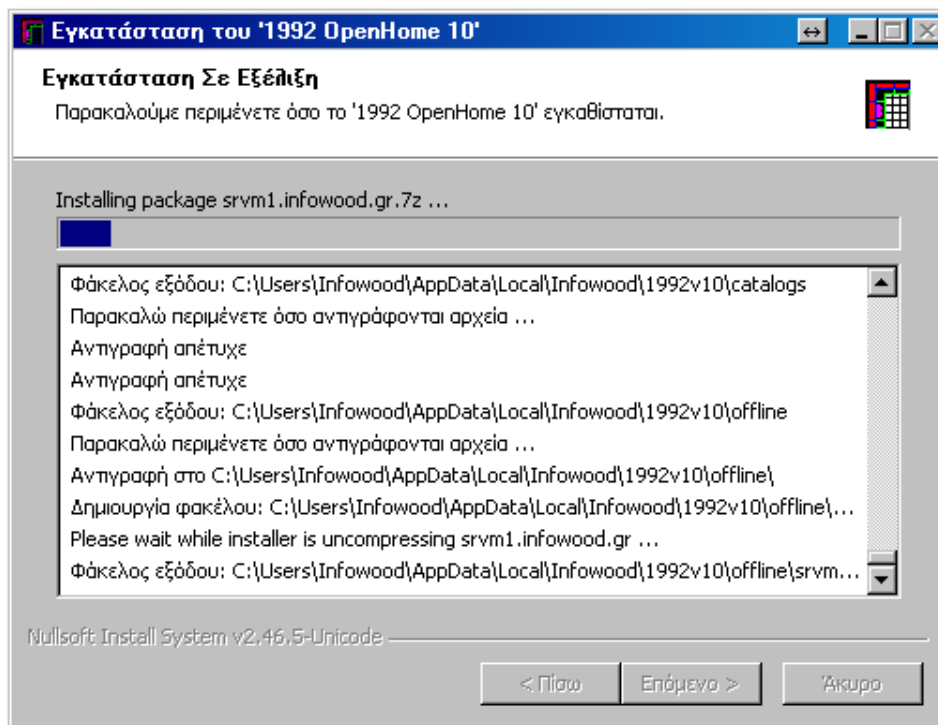 Εγκατάσταση του '1992 OpenHome 10'
Εγκατάσταση Σε Εξέλιξη
Παρακαλούμε περιμένετε όσο το '1992 OpenHome 10' εγκαθίσταται.
Installing package srvm1.infowood.gr.7z ...
Φάκελος εξόδου: C:\Users\Infowood\AppData\Local\Infowood\1992v10\catalogs
Παρακαλώ περιμένετε όσο αντιγράφονται αρχεία ...
Αντιγραφή απέτυχε
Αντιγραφή απέτυχε
Φάκελος εξόδου: C:\Users\Infowood\AppData\Local\Infowood\1992v10\offline
Παρακαλώ περιμένετε όσο αντιγράφονται αρχεία ...
Αντιγραφή στο C:\Users\Infowood\AppData\Local\Infowood\1992v10\offline\
Δημιουργία φακέλου: C:\Users\Infowood\AppData\Local\Infowood\1992v10\offline\...
Please wait while installer is uncompressing srvm1.infowood.gr ...
Φάκελος εξόδου: C:\Users\Infowood\AppData\Local\Infowood\1992v10\offline\srvm...
Nullsoft Install System v2.46.5-Unicode
< Πίσω Επόμενο > Άκυρο